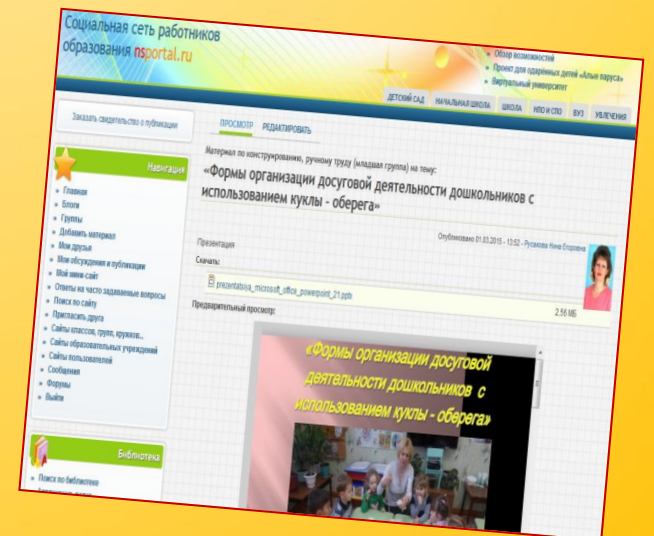 Социальная сеть работников
образования nsportal.ru
Обзор возможностей
Проект для одарённых детей «Алые паруса»
Виртуальный университет
ДЕТСКИЙ САД НАЧАЛЬНАЯ ШКОЛА ШКОЛА НПО И СПО ВУЗ УВЛЕЧЕНИЯ
Заказать свидетельство о публикации
ПРОСМОТР РЕДАКТИРОВАТЬ
Навигация
Главная
Блоги
Группы
Добавить материал
Мои друзья
Мои обсуждения и публикации
Мой мини-сайт
Ответы на часто задаваемые вопросы
Поиск по сайту
Пригласить друга
Сайты классов, групп, кружков...
Сайты образовательных учреждений
Сайты пользователей
Сообщения
Форумы
Выйти
Библиотека
Поиск по библиотеке
Материал по конструированию, ручному труду (младшая группа) на тему:
«Формы организации досуговой деятельности дошкольников с
использованием куклы - оберега»
Опубликовано 01.03.2015 - 13:52 - Русакова Нина Егоровна
Презентация
Скачать:
prezentatsiya_microsoft_office_powerpoint_21.pptx
2.56 МБ
Предварительный просмотр:
«Формы организации досуговой
деятельности дошкольников с
использованием куклы - оберега»